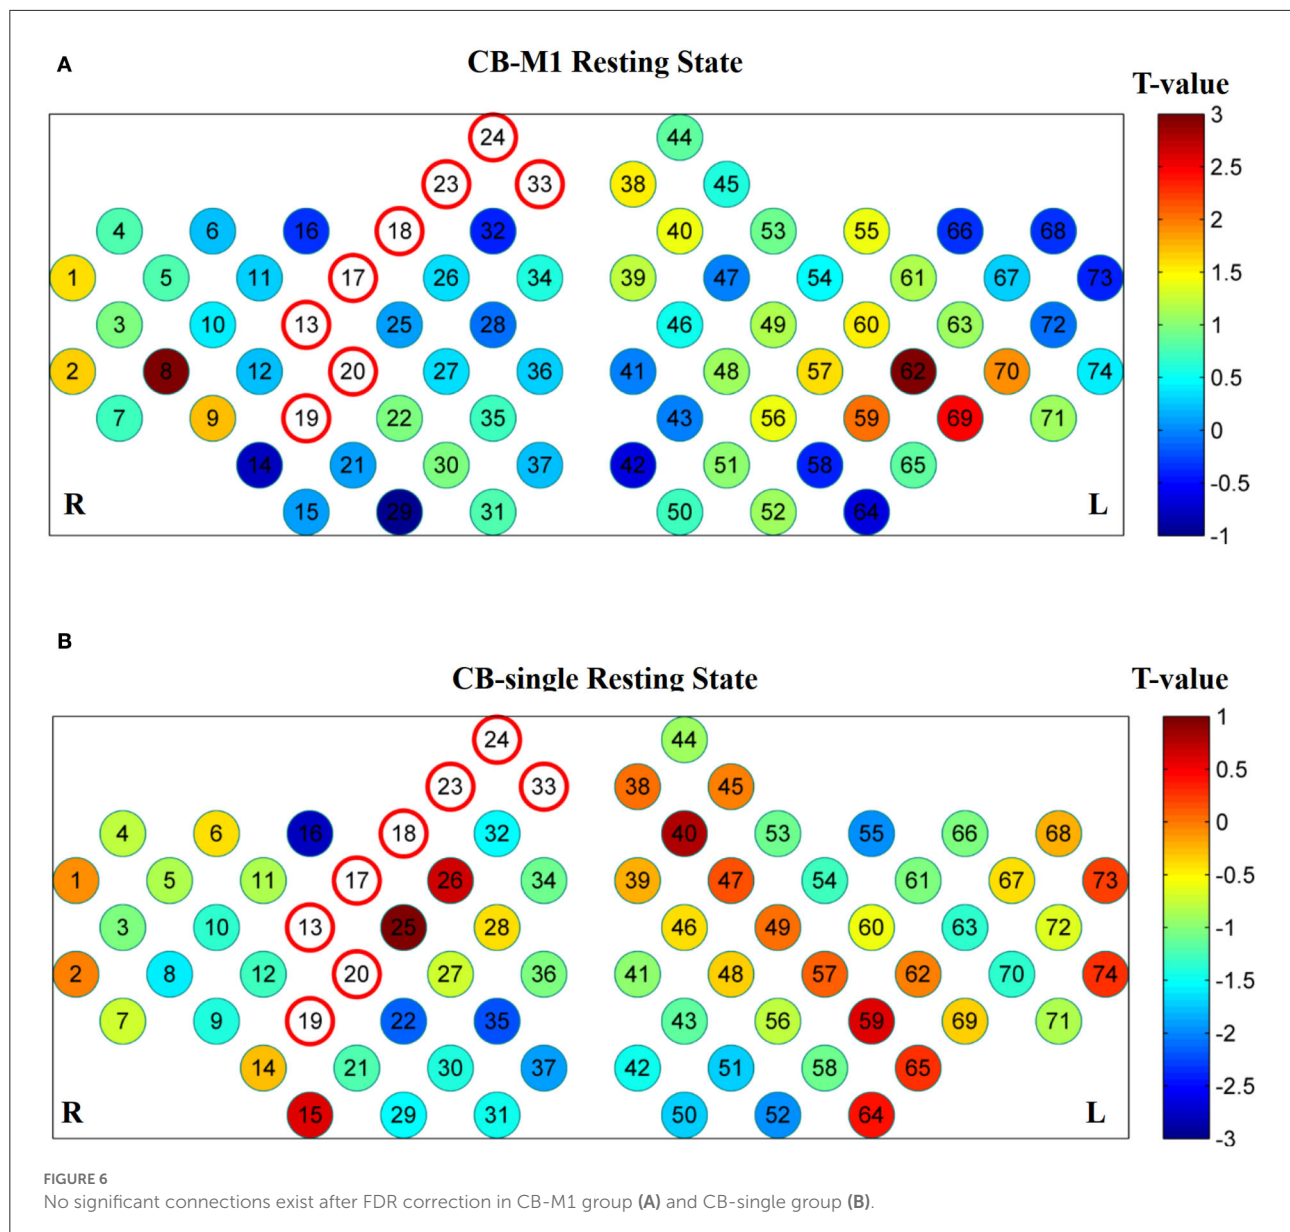 A
CB-M1 Resting State
T-value
24 44
23 33 38 45
4 6 16 18 32 40 53 55 66 68
1 5 11 17 26 34 39 47 54 61 67 73
3 10 13 25 28 46 49 60 63 72
2 8 12 20 27 36 41 48 57 62 70 74
7 9 19 22 35 43 56 59 69 71
14 21 30 37 42 51 58 65
R 15 29 31 50 52 64 L
3
2.5
2
1.5
1
0.5
0
-0.5
-1
B
CB-single Resting State
T-value
24 44
23 33 38 45
4 6 16 18 32 40 53 55 66 68
1 5 11 17 26 34 39 47 54 61 67 73
3 10 13 25 28 46 49 60 63 72
2 8 12 20 27 36 41 48 57 62 70 74
7 9 19 22 35 43 56 59 69 71
14 21 30 37 42 51 58 65
R 15 29 31 50 52 64 L
1
0.5
0
-0.5
-1
-1.5
-2
-2.5
-3
FIGURE 6
No significant connections exist after FDR correction in CB-M1 group (A) and CB-single group (B).